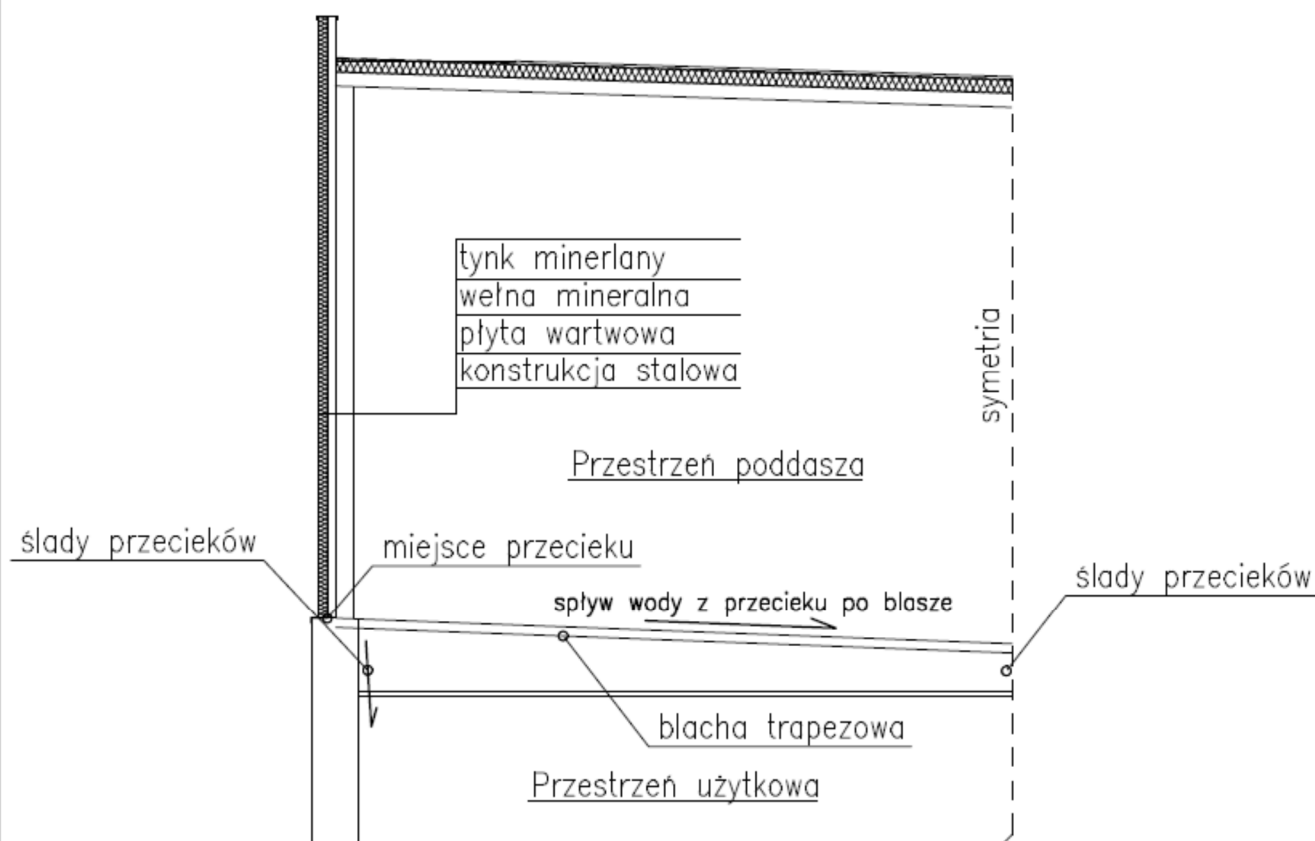 tynk minerlany
wełna mineralna
płyta wartwowa
konstrukcja stalowa
symetria
Przestrzeń poddasza
ślady przecieków
miejsce przecieku
ślady przecieków
spływ wody z przecieku po blasze
blacha trapezowa
Przestrzeń użytkowa